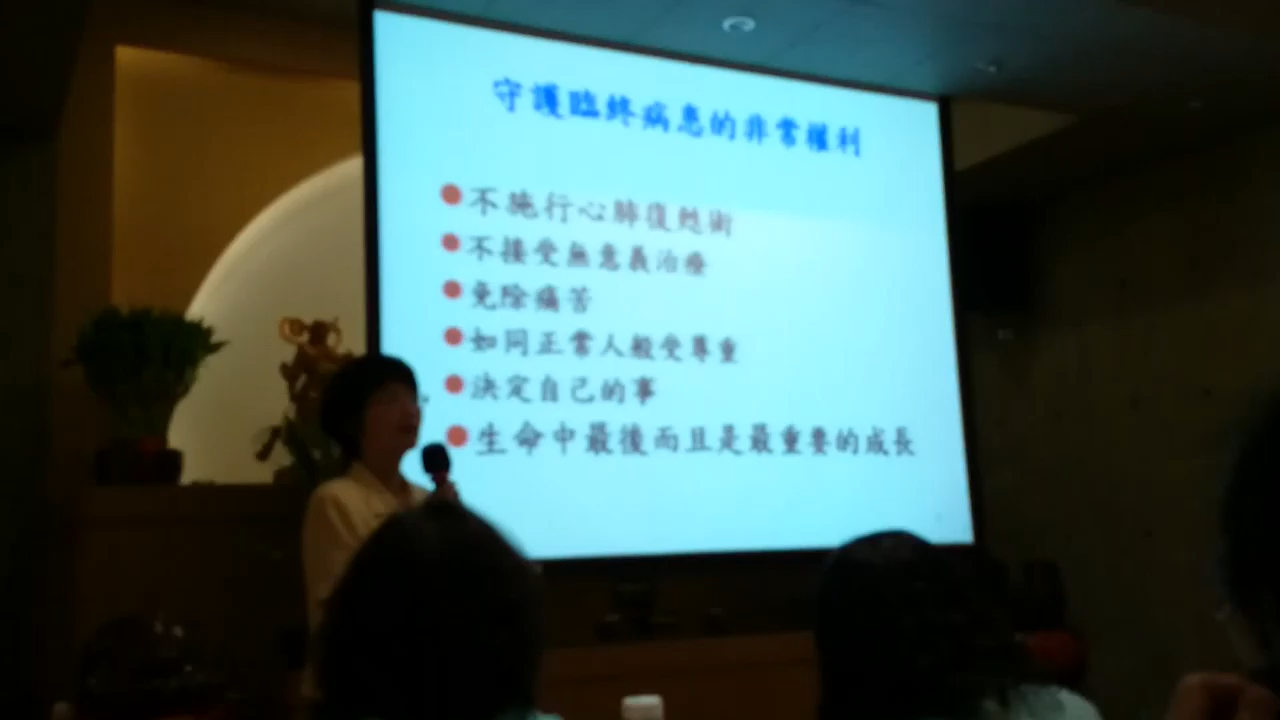 守護臨終病患的非常權利
●不施行心肺復甦術
●不接受無意義治療
●免除痛苦
●如同正常人般受尊重
●決定自己的事
●生命中最後而且是最重要的成長